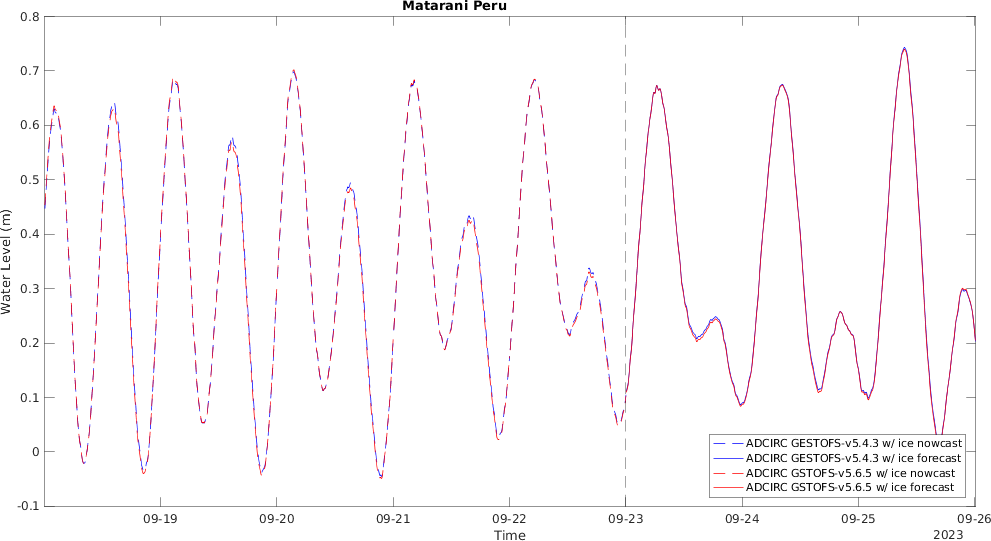 Matarani Peru
0.8
0.7
0.6
0.5
0.4
0.3
0.2
0.1
0
-0.1
Water Level (m)
09-19 09-20 09-21 09-22 09-23 09-24 09-25 09-26
Time
2023
ADCIRC GESTOFS-v5.4.3 w/ ice nowcast
ADCIRC GESTOFS-v5.4.3 w/ ice forecast
ADCIRC GSTOFS-v5.6.5 w/ ice nowcast
ADCIRC GSTOFS-v5.6.5 w/ ice forecast